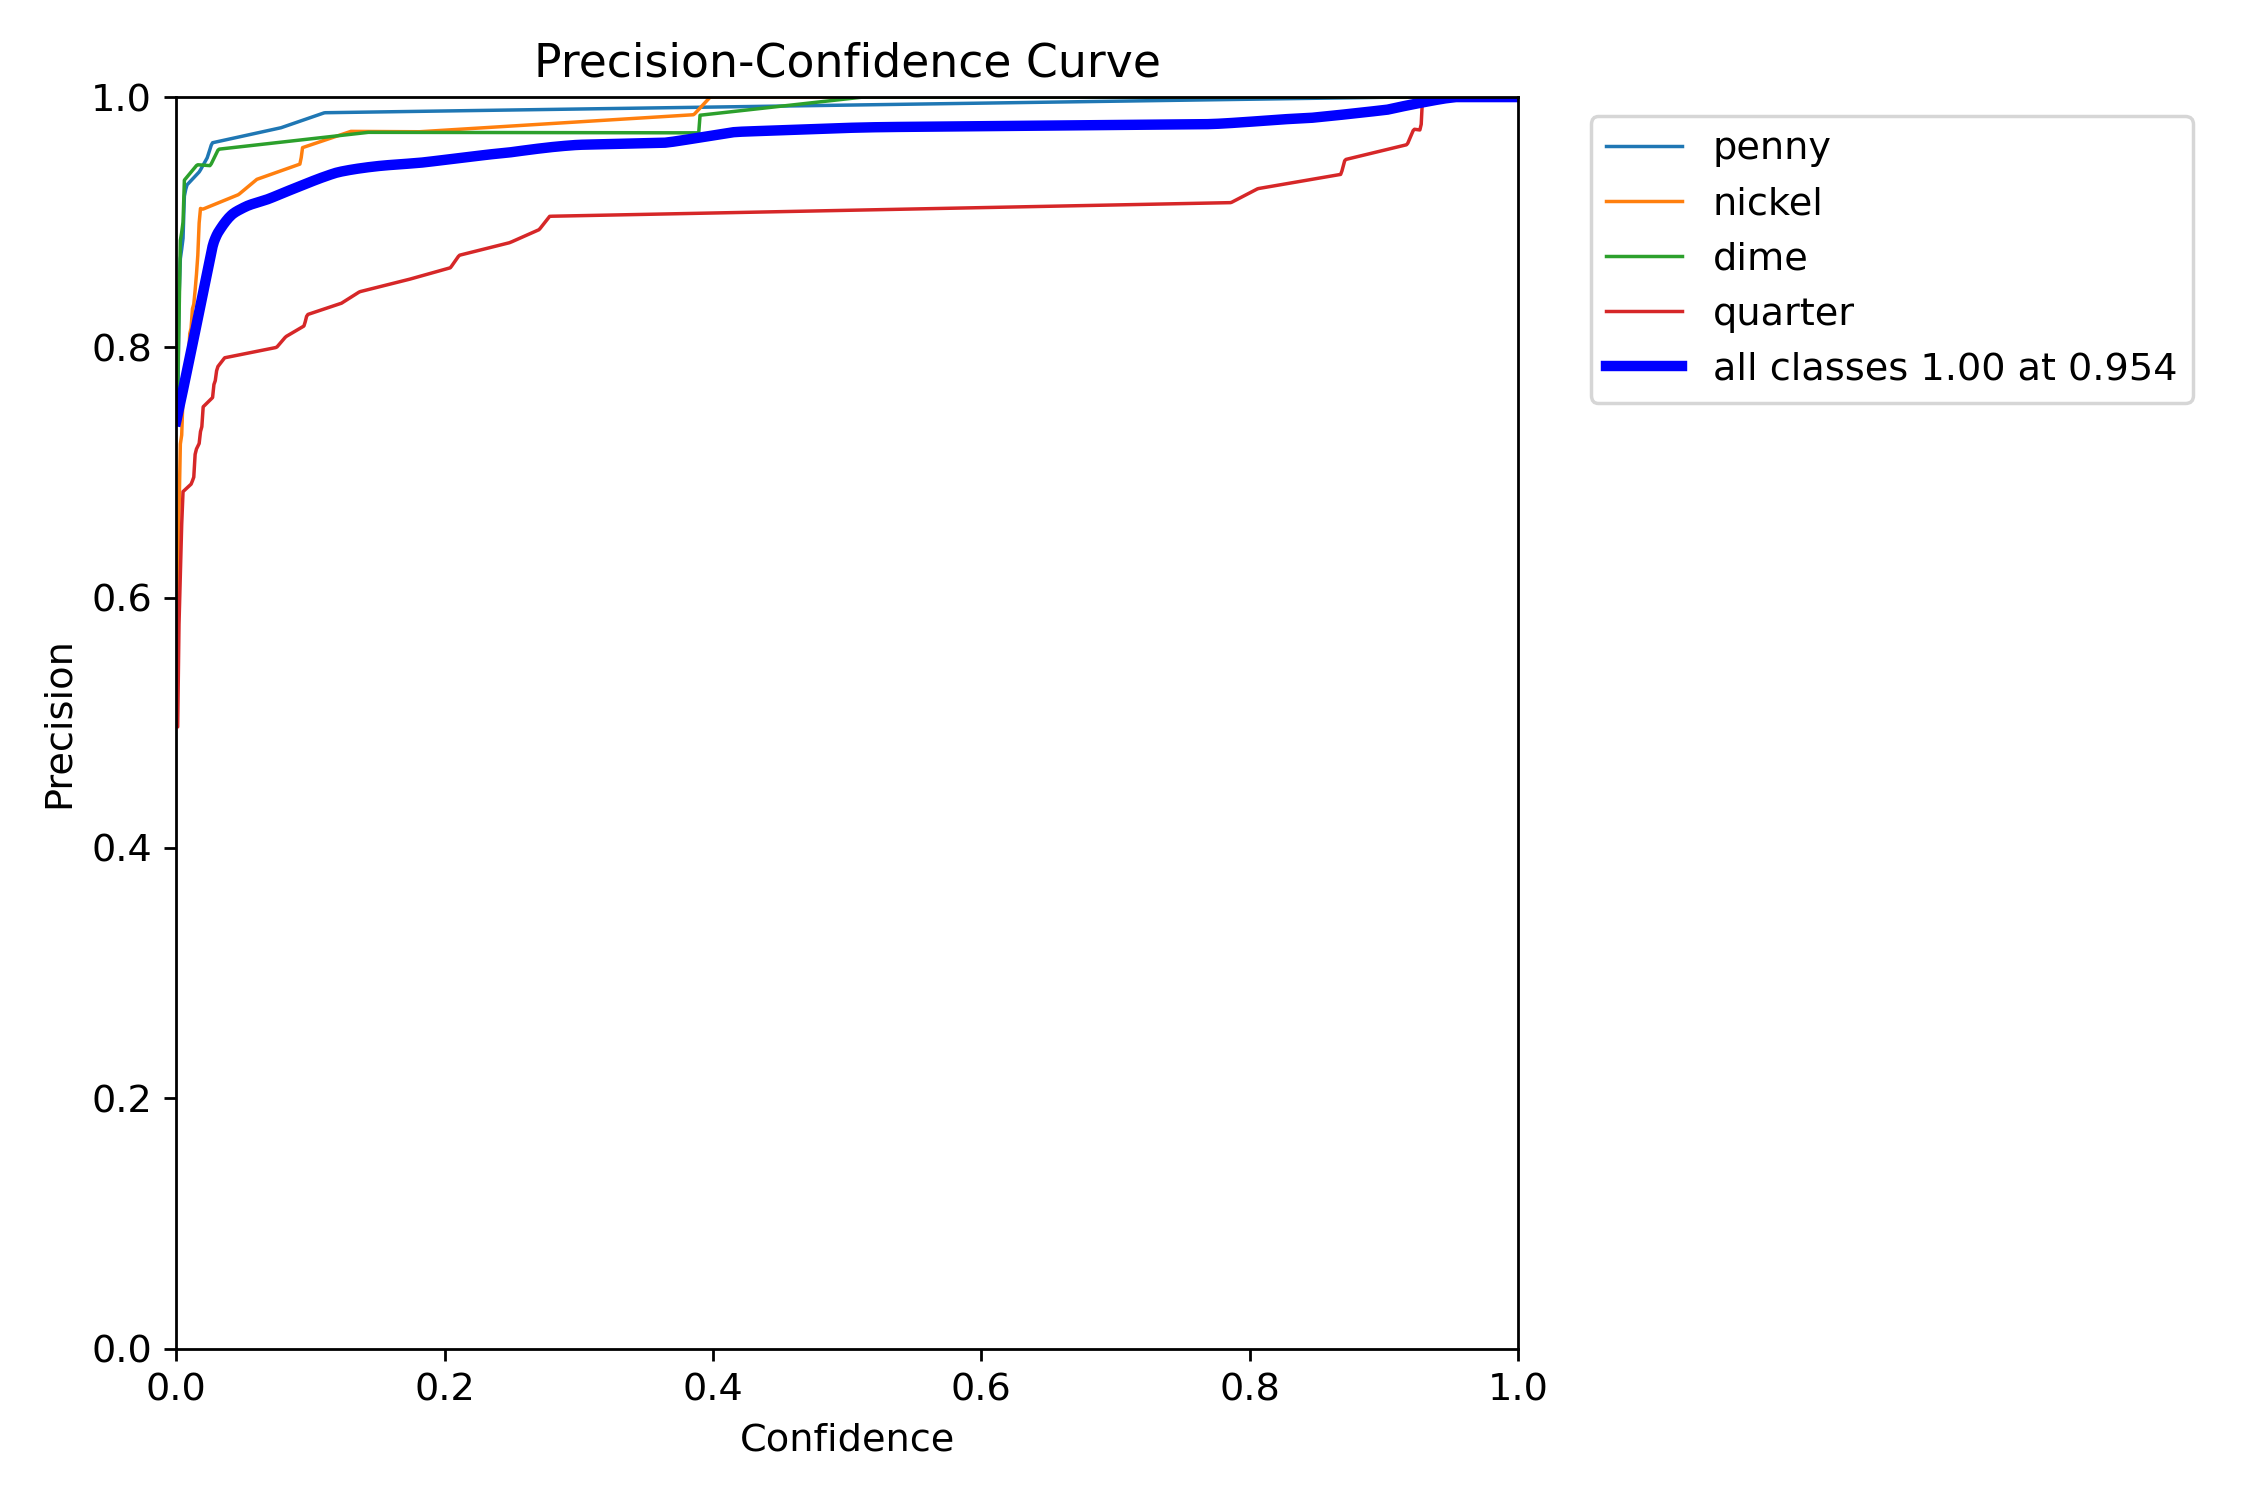 Precision-Confidence Curve
1.0
0.8
0.6
0.4
0.2
0.0
Precision
0.0 0.2 0.4 0.6 0.8 1.0
Confidence
penny
nickel
dime
quarter
all classes 1.00 at 0.954